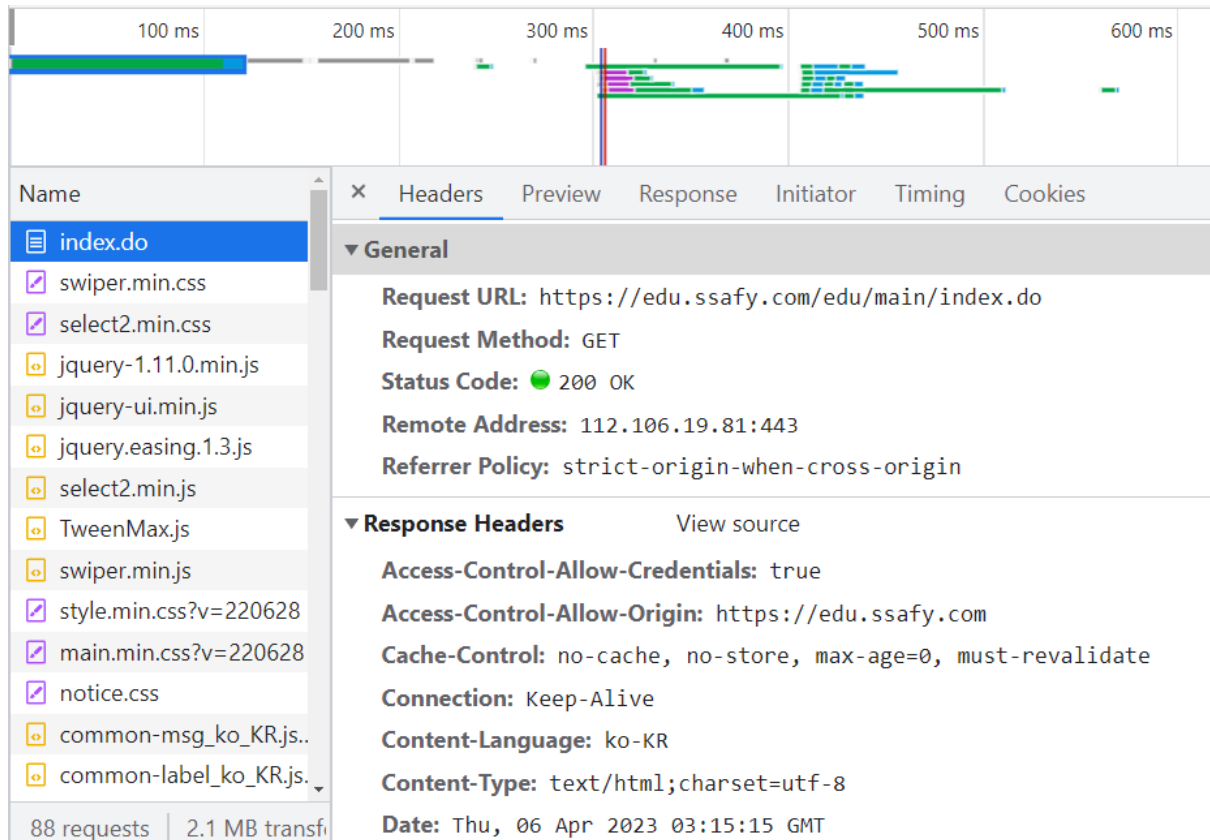 100 ms 200 ms 300 ms 400 ms 500 ms 600 ms
Name
index.do
swiper.min.css
select2.min.css
jquery-1.11.0.min.js
jquery-ui.min.js
jquery.easing.1.3.js
select2.min.js
TweenMax.js
swiper.min.js
style.min.css?v=220628
main.min.css?v=220628
notice.css
common-msg_ko_KR.js..
common-label_ko_KR.js.
88 requests 2.1 MB transf
× Headers Preview Response Initiator Timing Cookies
General
Request URL: https://edu.ssafy.com/edu/main/index.do
Request Method: GET
Status Code: 200 OK
Remote Address: 112.106.19.81:443
Referrer Policy: strict-origin-when-cross-origin
Response Headers View source
Access-Control-Allow-Credentials: true
Access-Control-Allow-Origin: https://edu.ssafy.com
Cache-Control: no-cache, no-store, max-age=0, must-revalidate
Connection: Keep-Alive
Content-Language: ko-KR
Content-Type: text/html;charset=utf-8
Date: Thu, 06 Apr 2023 03:15:15 GMT